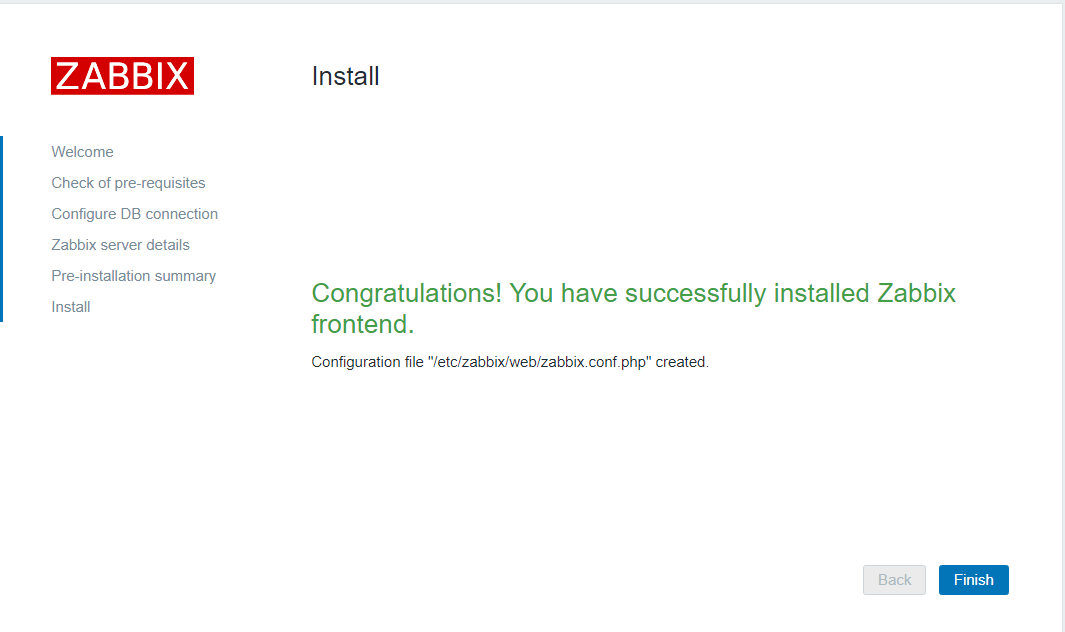 ZABBIX
Install
Welcome
Check of pre-requisites
Configure DB connection
Zabbix server details
Pre-installation summary
Install
Congratulations! You have successfully installed Zabbix
frontend.
Configuration file "/etc/zabbix/web/zabbix.conf.php" created.
Back
Finish